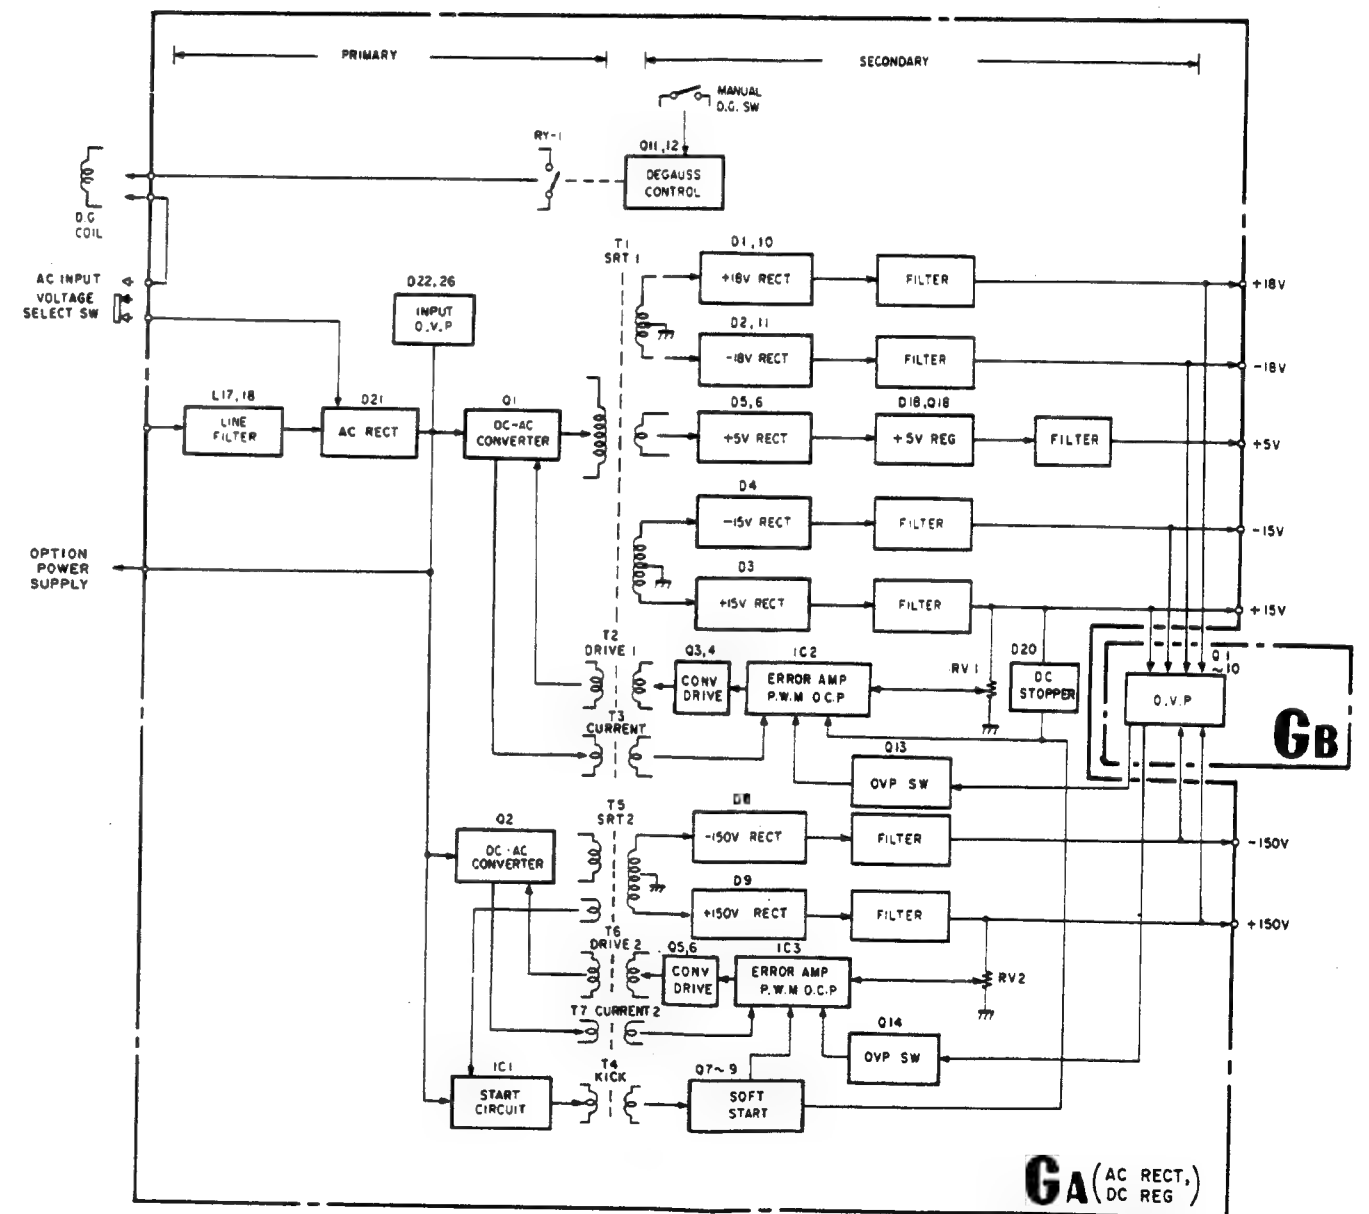 PRIMARY
SECONDARY
MANUAL
D.G. SW
RY-1
Q11,12
DEGAUSS
CONTROL
D.G
COIL
AC INPUT
VOLTAGE
SELECT SW
D22,26
INPUT
O.V.P
T1
SRT 1
D1,10
+18V RECT
FILTER
+18V
D2,11
-18V RECT
FILTER
-18V
L17,18
LINE
FILTER
D21
AC RECT
Q1
DC-AC
CONVERTER
D5,6
+5V RECT
D18,Q18
+5V REG
FILTER
+5V
D4
-15V RECT
FILTER
-15V
OPTION
POWER
SUPPLY
D3
+15V RECT
FILTER
+15V
T2
DRIVE 1
Q3,4
CONV
DRIVE
IC2
ERROR AMP
P.W.M O.C.P
RV1
D20
DC
STOPPER
Q1
~10
O.V.P
GB
T3
CURRENT
Q13
OVP SW
Q2
DC-AC
CONVERTER
T5
SRT2
-150V RECT
FILTER
-150V
D9
+150V RECT
FILTER
+150V
T6
DRIVE 2
Q5,6
CONV
DRIVE
IC3
ERROR AMP
P.W.M O.C.P
RV2
T7 CURRENT 2
Q14
OVP SW
IC1
START
CIRCUIT
T4
KICK
Q7~9
SOFT
START
GA (AC RECT,
DC REG)